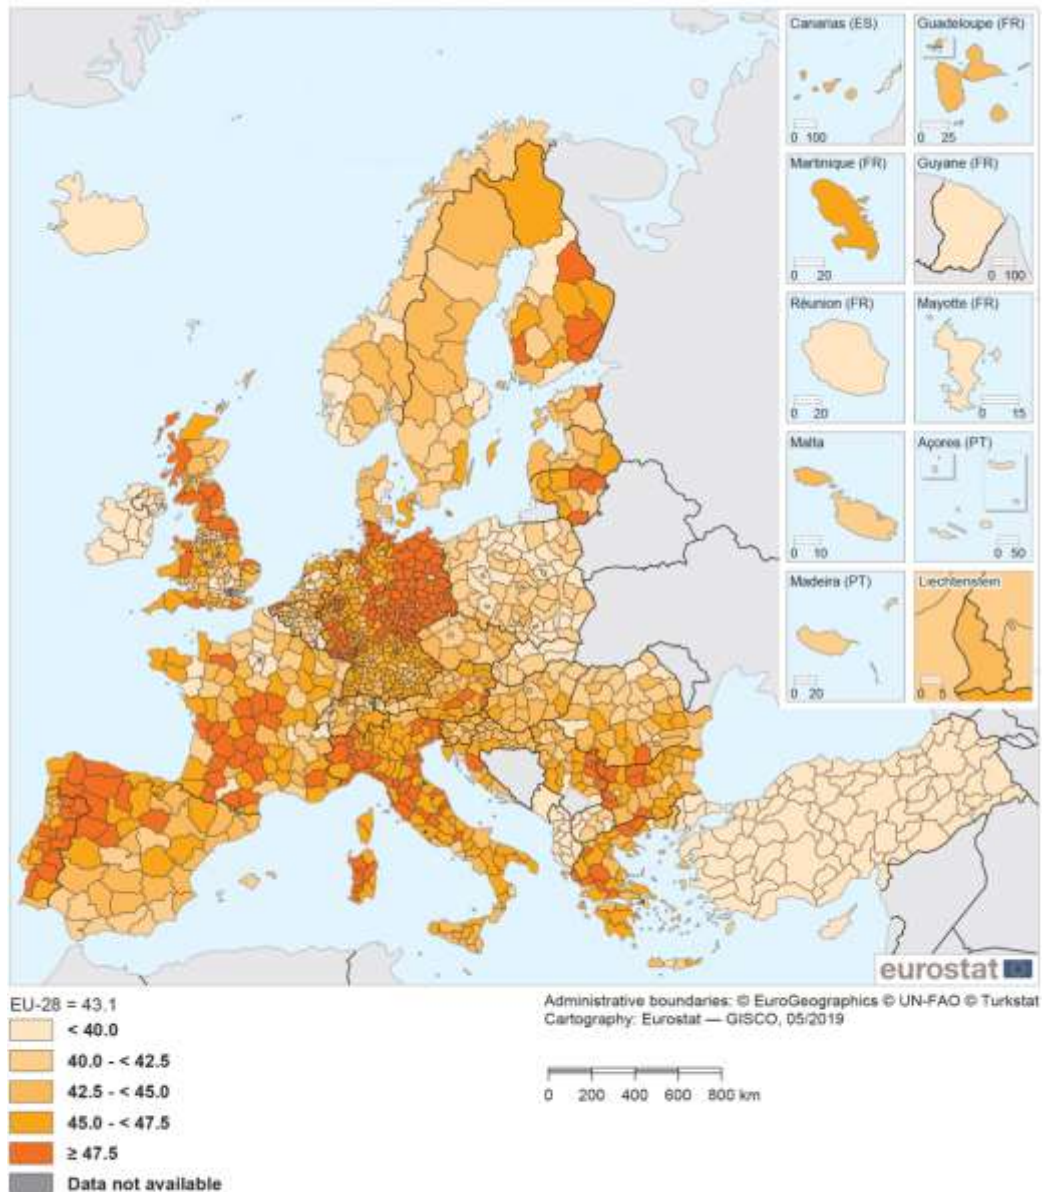 Canarias (ES)
0 100
Guadeloupe (FR)
0 25
Martinique (FR)
0 20
Guyane (FR)
0 100
Réunion (FR)
0 20
Mayotte (FR)
0 15
Malta
0 10
Açores (PT)
0 50
Madeira (PT)
0 20
Liechtenstein
0 5
eurostat
EU-28 = 43.1
< 40.0
40.0 - < 42.5
42.5 - < 45.0
45.0 - < 47.5
≥ 47.5
Data not available
Administrative boundaries: © EuroGeographics © UN-FAO © Turkstat
Cartography: Eurostat — GISCO, 05/2019
0 200 400 600 800 km